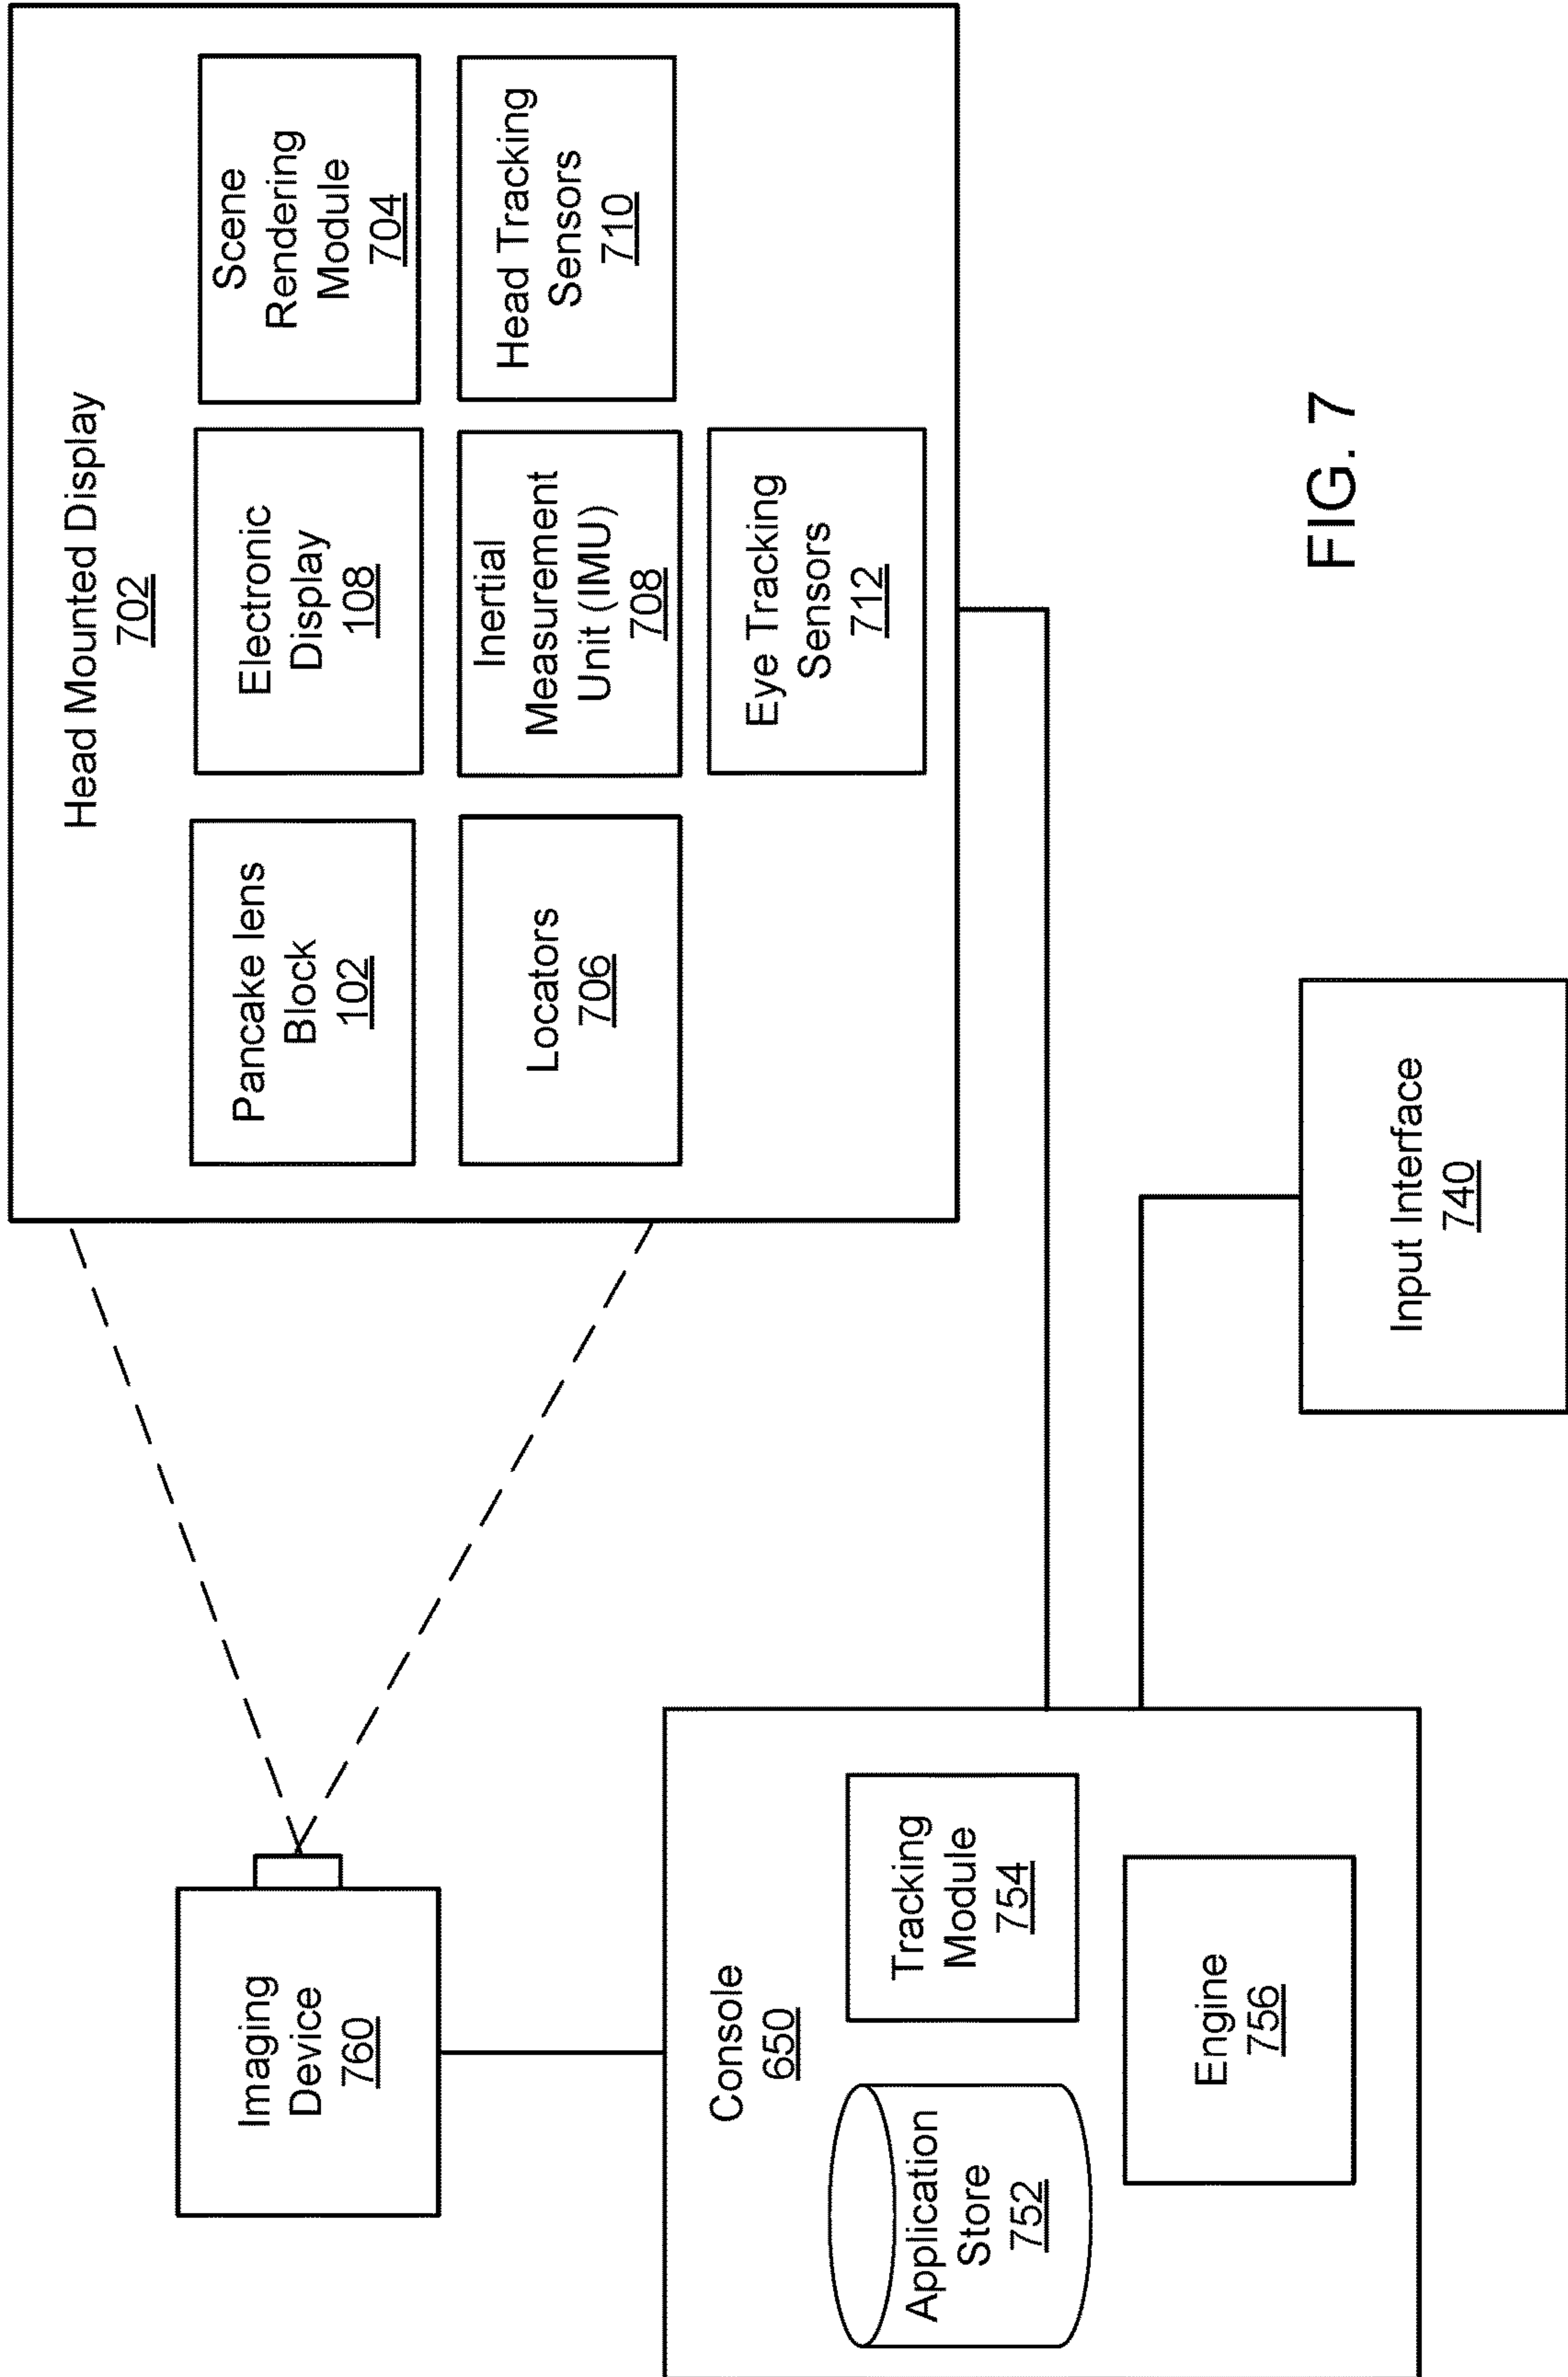 Head Mounted Display
702
Pancake lens
Block
102
Electronic
Display
108
Scene
Rendering
Module
704
Locators
706
Inertial
Measurement
Unit (IMU)
708
Head Tracking
Sensors
710
Eye Tracking
Sensors
712
Imaging
Device
760
Console
650
Application
Store
752
Tracking
Module
754
Engine
756
Input Interface
740
FIG. 7